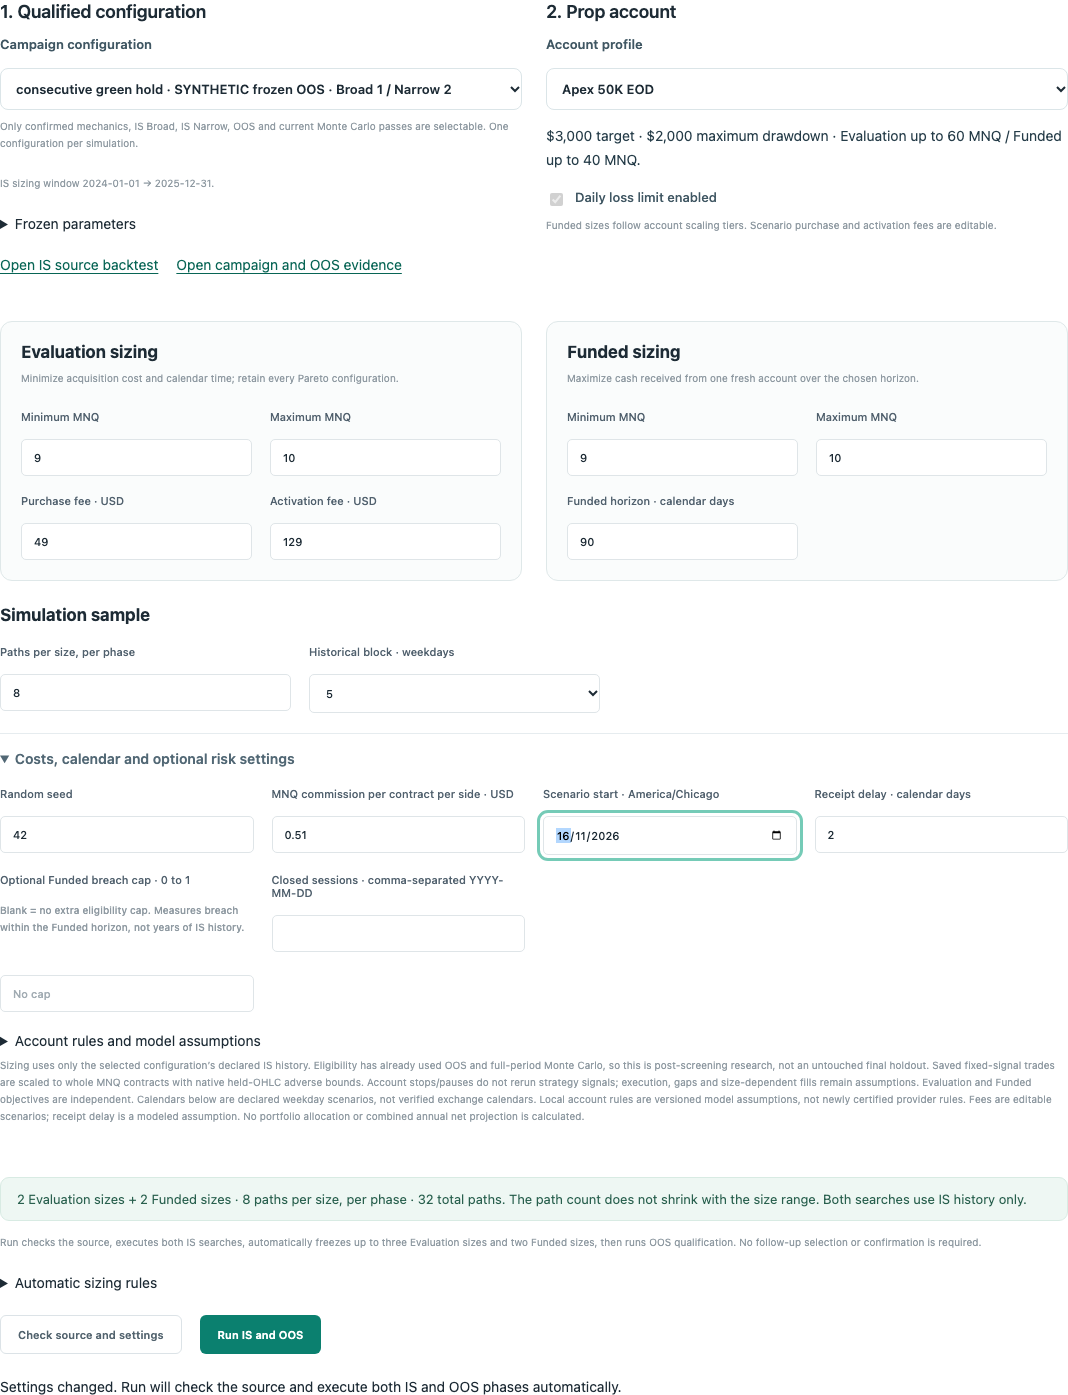 1. Qualified configuration
Campaign configuration
consecutive green hold · SYNTHETIC frozen OOS · Broad 1 / Narrow 2
Only confirmed mechanics, IS Broad, IS Narrow, OOS and current Monte Carlo passes are selectable. One
configuration per simulation.
IS sizing window 2024-01-01 → 2025-12-31.
Frozen parameters
Open IS source backtest Open campaign and OOS evidence
2. Prop account
Account profile
Apex 50K EOD
$3,000 target · $2,000 maximum drawdown · Evaluation up to 60 MNQ / Funded
up to 40 MNQ.
Daily loss limit enabled
Funded sizes follow account scaling tiers. Scenario purchase and activation fees are editable.
Evaluation sizing
Minimize acquisition cost and calendar time; retain every Pareto configuration.
Minimum MNQ Maximum MNQ
9 10
Purchase fee · USD Activation fee · USD
49 129
Funded sizing
Maximize cash received from one fresh account over the chosen horizon.
Minimum MNQ Maximum MNQ
9 10
Funded horizon · calendar days
90
Simulation sample
Paths per size, per phase Historical block · weekdays
8 5
Costs, calendar and optional risk settings
Random seed MNQ commission per contract per side · USD Scenario start · America/Chicago Receipt delay · calendar days
42 0.51 16/11/2026 2
Optional Funded breach cap · 0 to 1
Blank = no extra eligibility cap. Measures breach
within the Funded horizon, not years of IS history.
No cap
Closed sessions · comma-separated YYYY-
MM-DD
Account rules and model assumptions
Sizing uses only the selected configuration's declared IS history. Eligibility has already used OOS and full-period Monte Carlo, so this is post-screening research, not an untouched final holdout. Saved fixed-signal trades
are scaled to whole MNQ contracts with native held-OHLC adverse bounds. Account stops/pauses do not rerun strategy signals; execution, gaps and size-dependent fills remain assumptions. Evaluation and Funded
objectives are independent. Calendars below are declared weekday scenarios, not verified exchange calendars. Local account rules are versioned model assumptions, not newly certified provider rules. Fees are editable
scenarios; receipt delay is a modeled assumption. No portfolio allocation or combined annual net projection is calculated.
2 Evaluation sizes + 2 Funded sizes · 8 paths per size, per phase · 32 total paths. The path count does not shrink with the size range. Both searches use IS history only.
Run checks the source, executes both IS searches, automatically freezes up to three Evaluation sizes and two Funded sizes, then runs OOS qualification. No follow-up selection or confirmation is required.
Automatic sizing rules
Check source and settings Run IS and OOS
Settings changed. Run will check the source and execute both IS and OOS phases automatically.